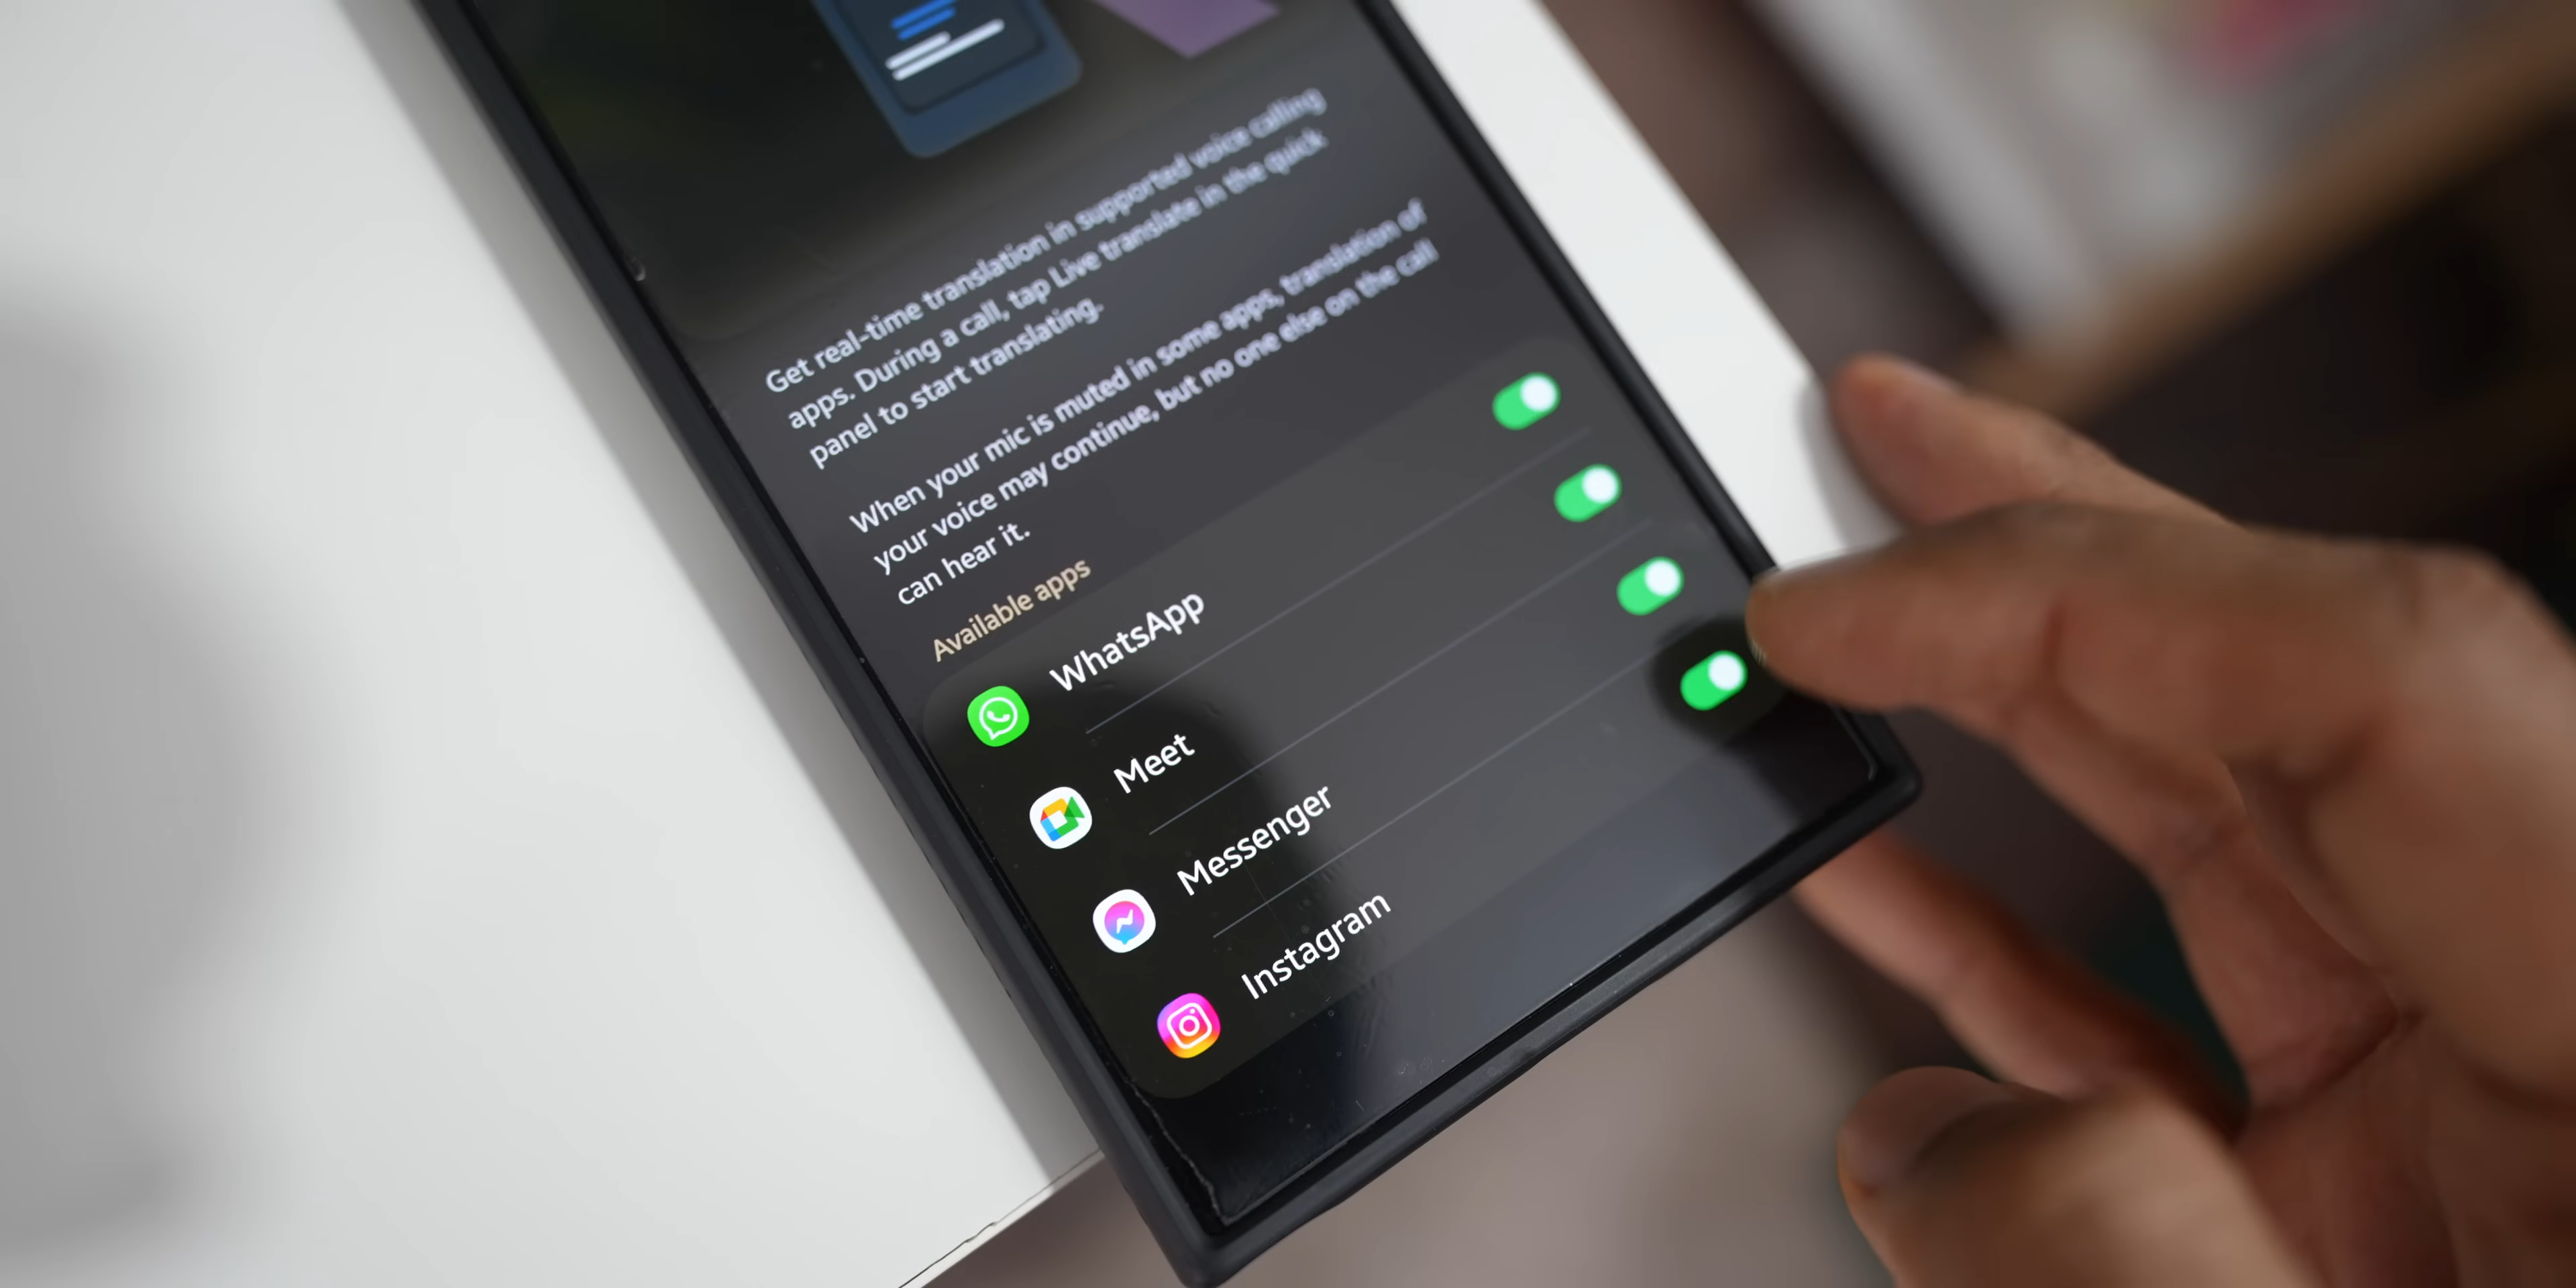 Get real-time translation in supported voice calling
apps. During a call, tap Live translate in the quick
panel to start translating.
When your mic is muted in some apps, translation of
your voice may continue, but no one else on the call
can hear it.
Available apps
WhatsApp
Meet
Messenger
Instagram